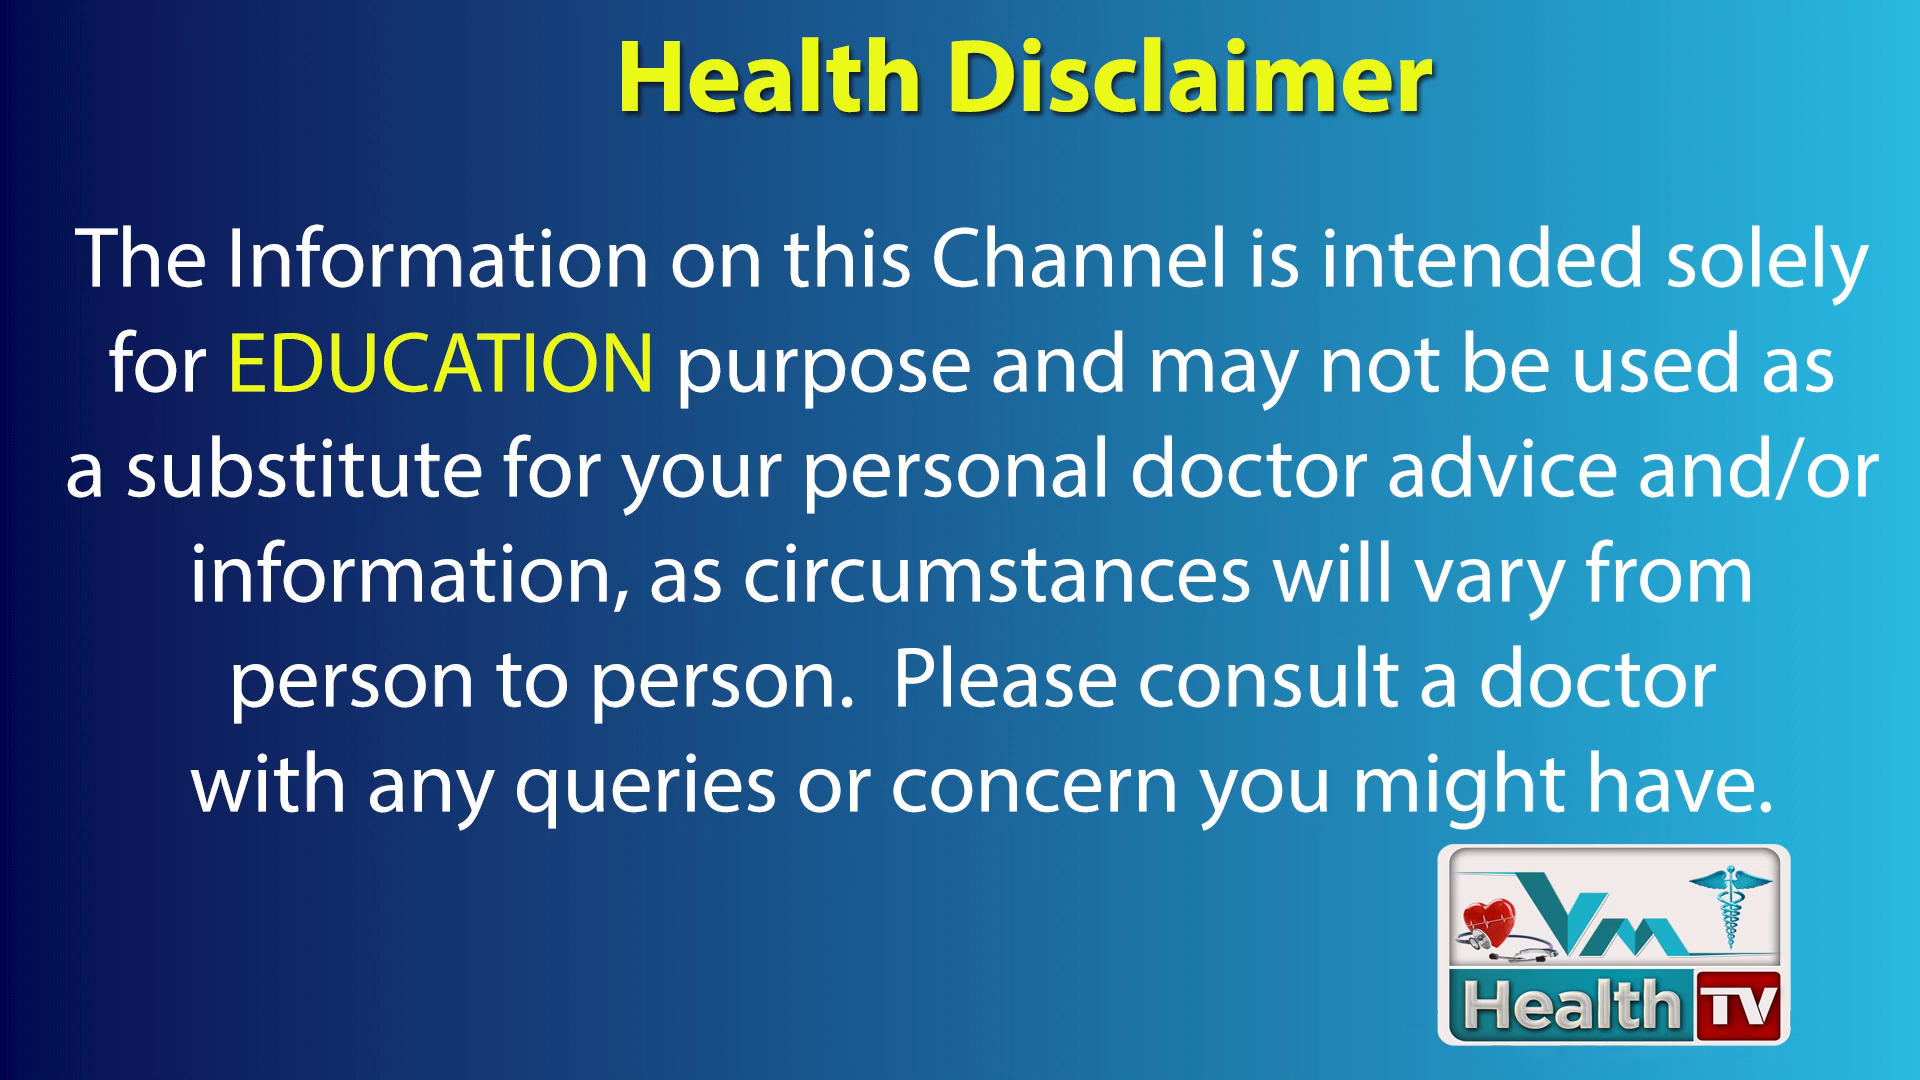 Health Disclaimer
The Information on this Channel is intended solely
for EDUCATION purpose and may not be used as
a substitute for your personal doctor advice and/or
information, as circumstances will vary from
person to person.  Please consult a doctor
with any queries or concern you might have.
Vm
Health TV